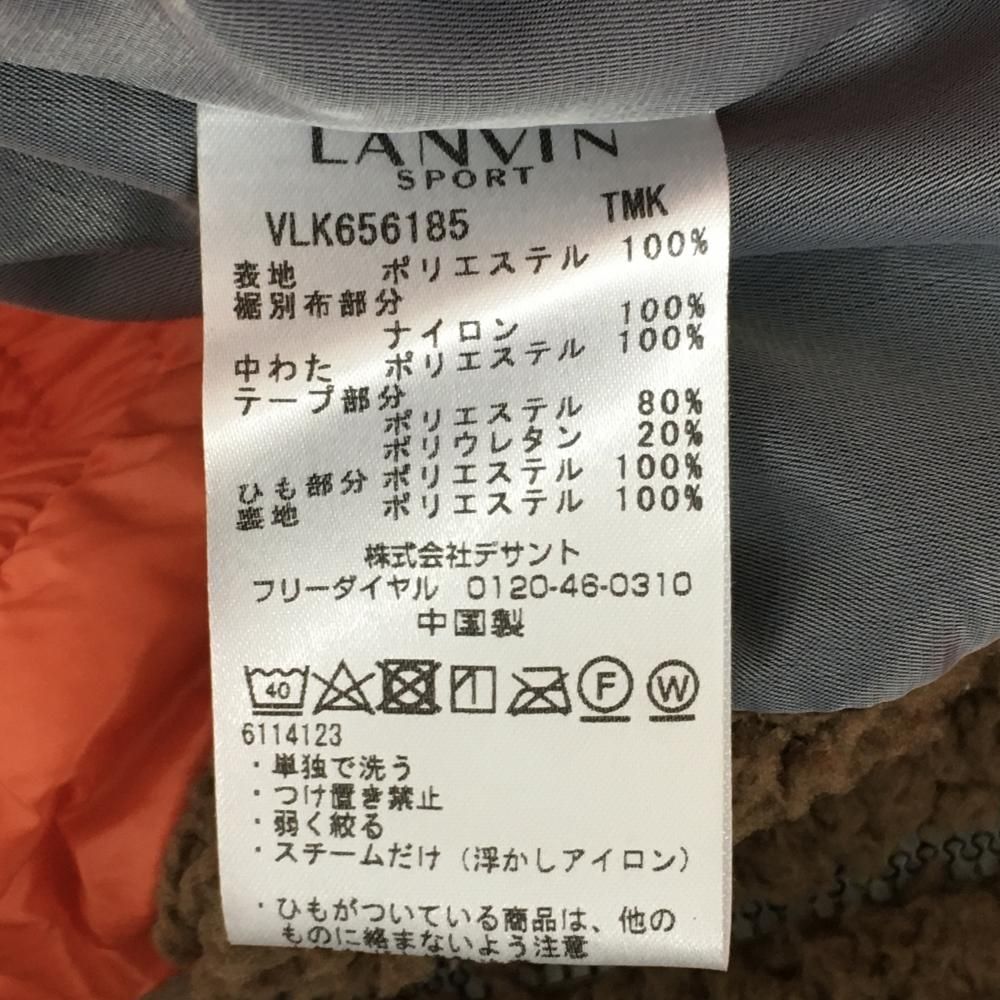 LANVIN
SPORT
VLK656185 TMK
表地 ポリエステル 100%
裾別布部分
ナイロン 100%
中わた ポリエステル 100%
テープ部分
ポリエステル 80%
ポリウレタン 20%
ひも部分 ポリエステル 100%
裏地 ポリエステル 100%
株式会社デサント
フリーダイヤル 0120-46-0310
中国製
40 F W
6114123
・単独で洗う
・つけ置き禁止
・弱く絞る
・スチームだけ（浮かしアイロン）
・ひもがついている商品は、他の
ものに絡まないよう注意